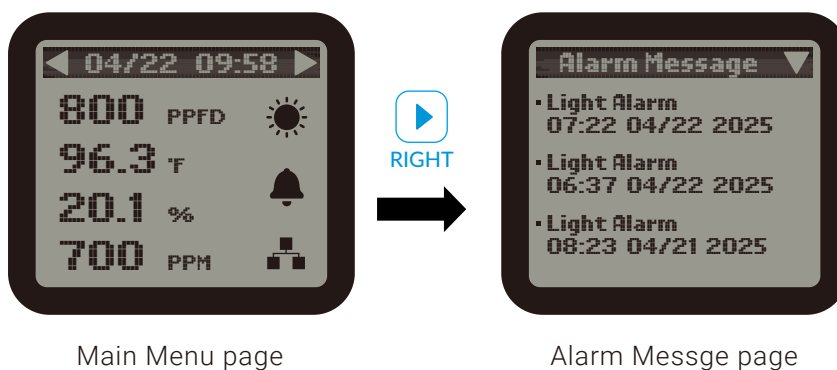 04/22 09:58
800 PPFD
96.3 °F
20.1 %
700 PPM
RIGHT
Alarm Message
Light Alarm
07:22 04/22 2025
Light Alarm
06:37 04/22 2025
Light Alarm
08:23 04/21 2025
Main Menu page
Alarm Messge page